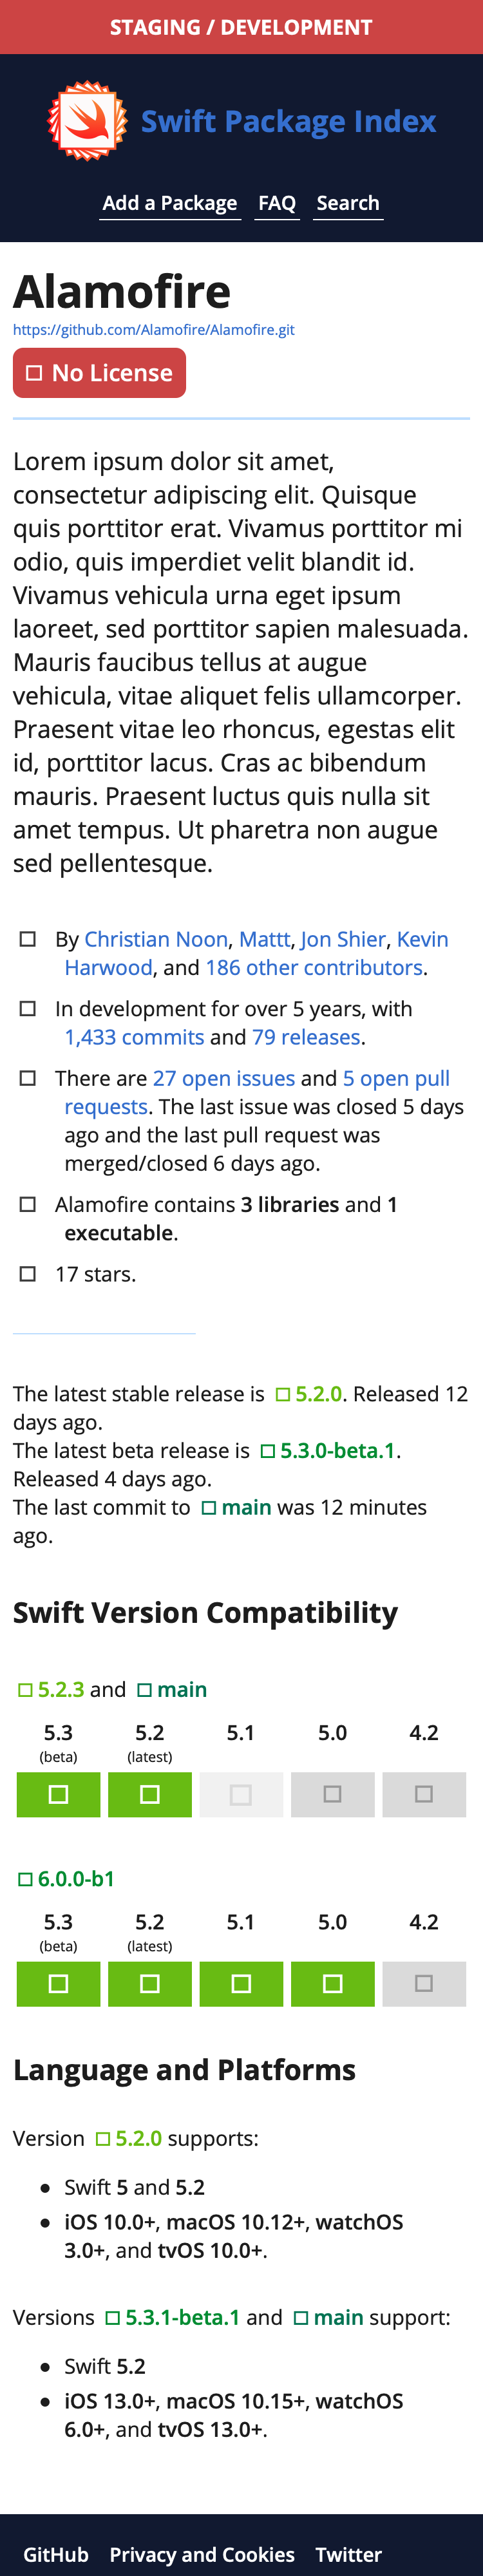 STAGING / DEVELOPMENT
Swift Package Index
Add a Package FAQ Search
Alamofire
https://github.com/Alamofire/Alamofire.git
No License
Lorem ipsum dolor sit amet,
consectetur adipiscing elit. Quisque
quis porttitor erat. Vivamus porttitor mi
odio, quis imperdiet velit blandit id.
Vivamus vehicula urna eget ipsum
laoreet, sed porttitor sapien malesuada.
Mauris faucibus tellus at augue
vehicula, vitae aliquet felis ullamcorper.
Praesent vitae leo rhoncus, egestas elit
id, porttitor lacus. Cras ac bibendum
mauris. Praesent luctus quis nulla sit
amet tempus. Ut pharetra non augue
sed pellentesque.
By Christian Noon, Mattt, Jon Shier, Kevin
Harwood, and 186 other contributors.
In development for over 5 years, with
1,433 commits and 79 releases.
There are 27 open issues and 5 open pull
requests. The last issue was closed 5 days
ago and the last pull request was
merged/closed 6 days ago.
Alamofire contains 3 libraries and 1
executable.
17 stars.
The latest stable release is 5.2.0. Released 12
days ago.
The latest beta release is 5.3.0-beta.1.
Released 4 days ago.
The last commit to main was 12 minutes
ago.
Swift Version Compatibility
5.2.3 and main
5.3 5.2 5.1 5.0 4.2
(beta) (latest)
6.0.0-b1
5.3 5.2 5.1 5.0 4.2
(beta) (latest)
Language and Platforms
Version 5.2.0 supports:
Swift 5 and 5.2
iOS 10.0+, macOS 10.12+, watchOS
3.0+, and tvOS 10.0+.
Versions 5.3.1-beta.1 and main support:
Swift 5.2
iOS 13.0+, macOS 10.15+, watchOS
6.0+, and tvOS 13.0+.
GitHub Privacy and Cookies Twitter